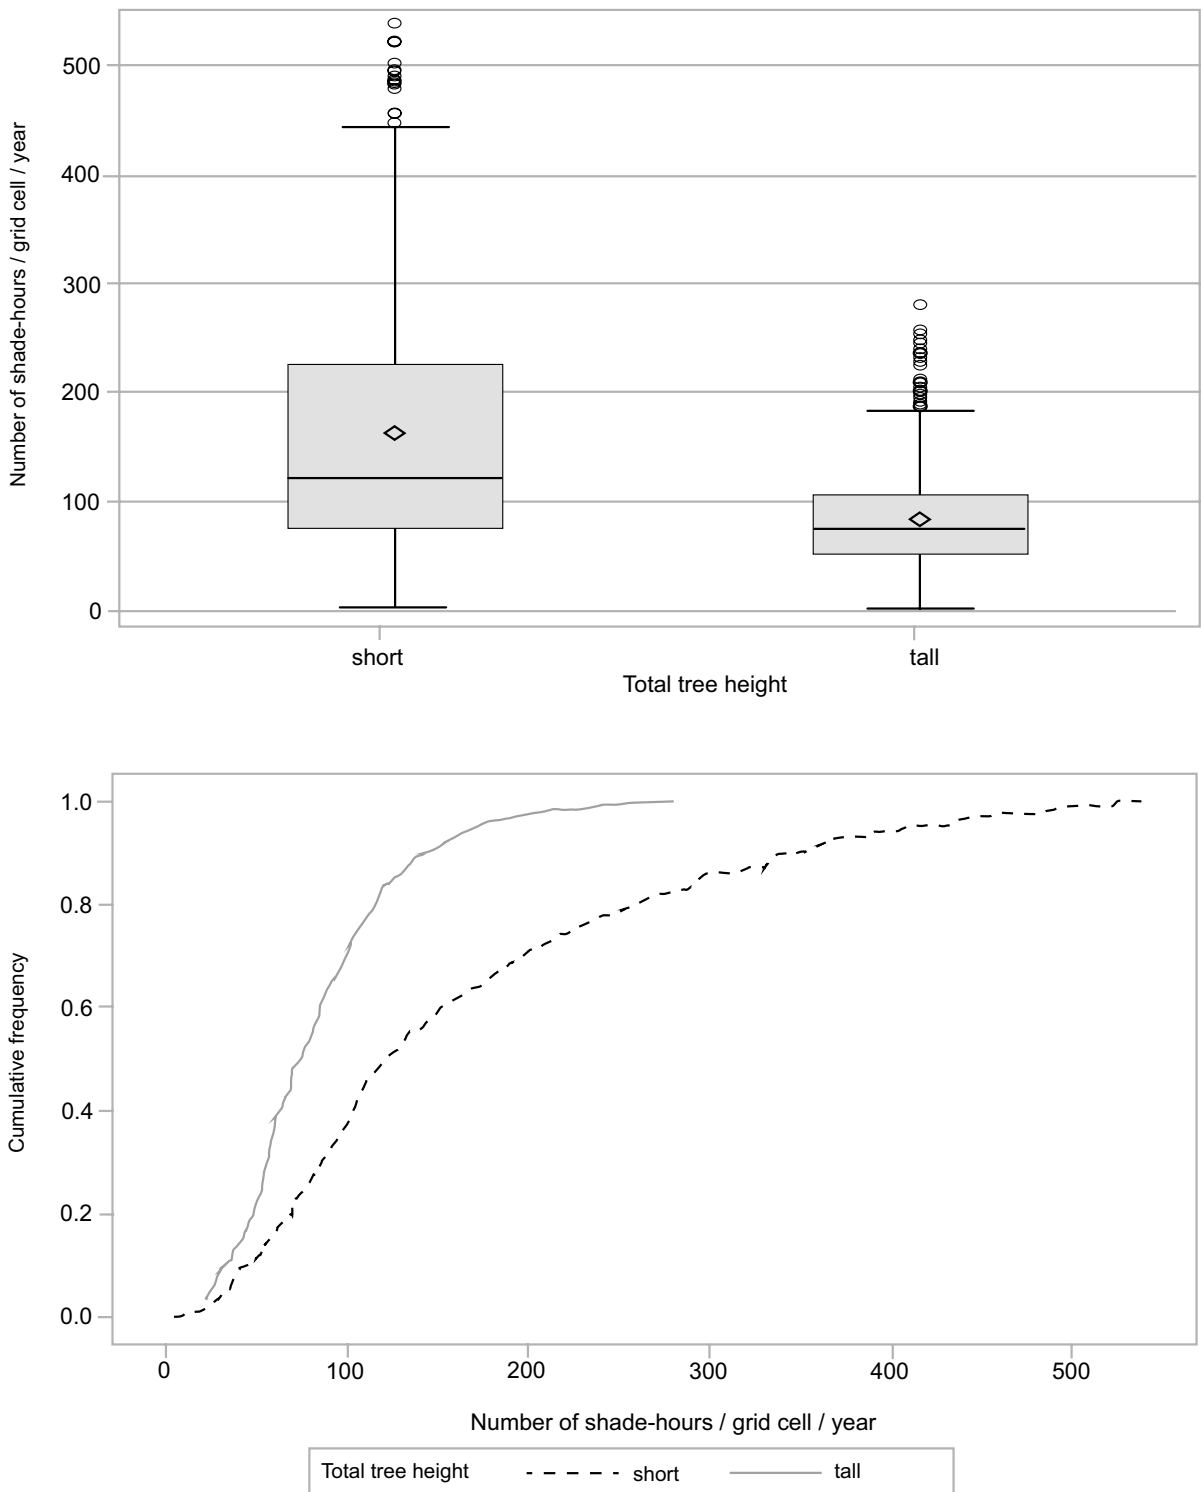 Number of shade-hours / grid cell / year
500
400
300
200
100
0
short tall
Total tree height
Cumulative frequency
1.0
0.8
0.6
0.4
0.2
0.0
0 100 200 300 400 500
Number of shade-hours / grid cell / year
Total tree height short tall